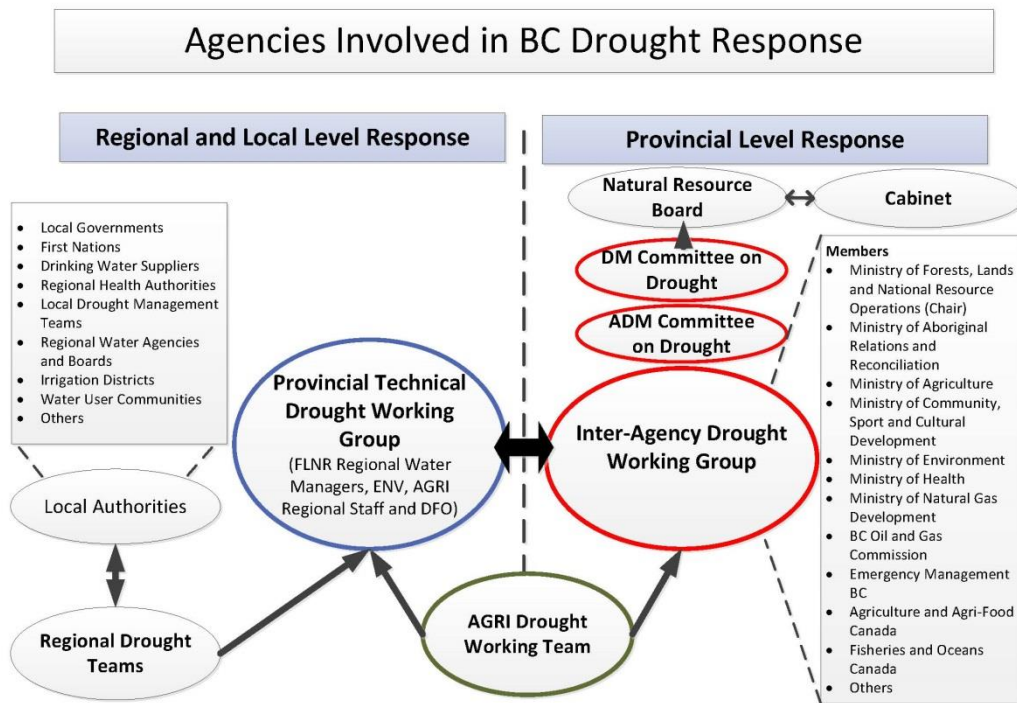 Agencies Involved in BC Drought Response
Regional and Local Level Response
Provincial Level Response
Natural Resource
Board
Cabinet
DM Committee on
Drought
ADM Committee
on Drought
• Local Governments
• First Nations
• Drinking Water Suppliers
• Regional Health Authorities
• Local Drought Management
Teams
• Regional Water Agencies
and Boards
• Irrigation Districts
• Water User Communities
• Others
Local Authorities
Regional Drought
Teams
Provincial Technical
Drought Working
Group
(FLNR Regional Water
Managers, ENV, AGRI
Regional Staff and DFO)
Inter-Agency Drought
Working Group
AGRI Drought
Working Team
Members
• Ministry of Forests, Lands
and National Resource
Operations (Chair)
• Ministry of Aboriginal
Relations and
Reconciliation
• Ministry of Agriculture
• Ministry of Community,
Sport and Cultural
Development
• Ministry of Environment
• Ministry of Health
• Ministry of Natural Gas
Development
• BC Oil and Gas
Commission
• Emergency Management
BC
• Agriculture and Agri-Food
Canada
• Fisheries and Oceans
Canada
• Others